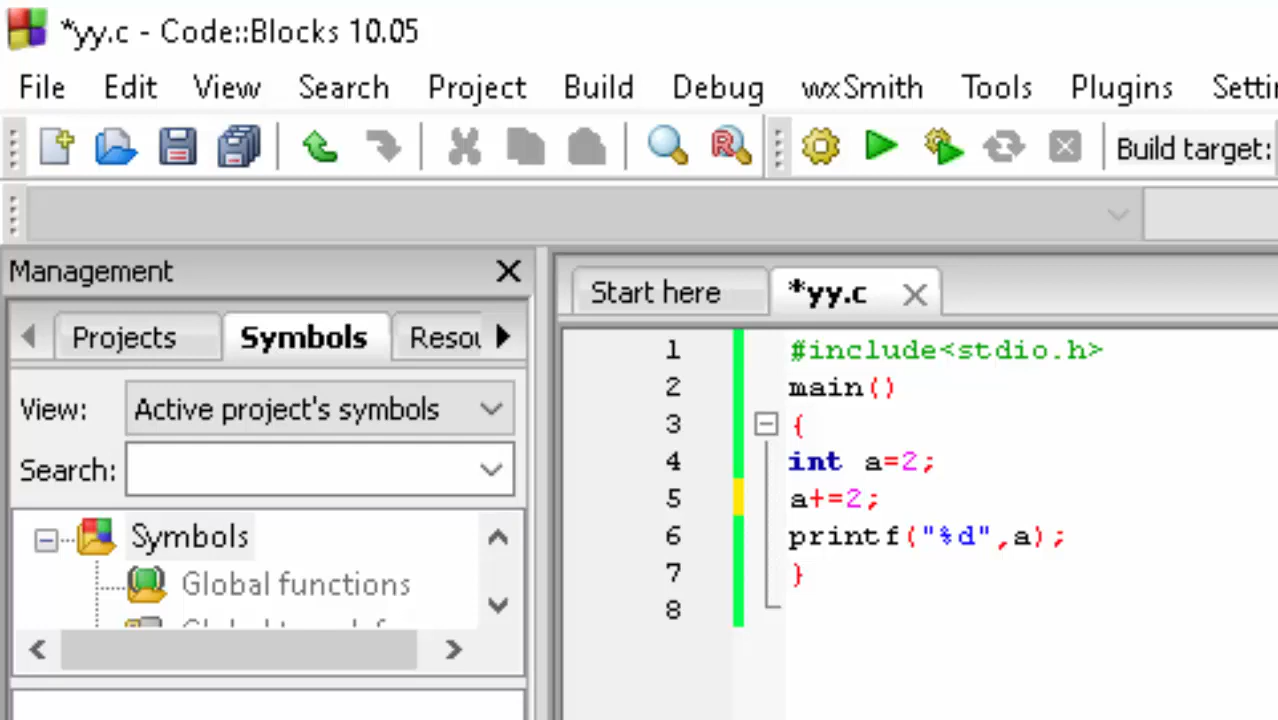 *yy.c - Code::Blocks 10.05
File Edit View Search Project Build Debug wxSmith Tools Plugins
Build target:
Management
Projects Symbols
View: Active project's symbols
Search:
Symbols
Global functions
Start here *yy.c
1 #include<stdio.h>
2 main()
3 {
4 int a=2;
5 a+=2;
6 printf("%d",a);
7 }
8